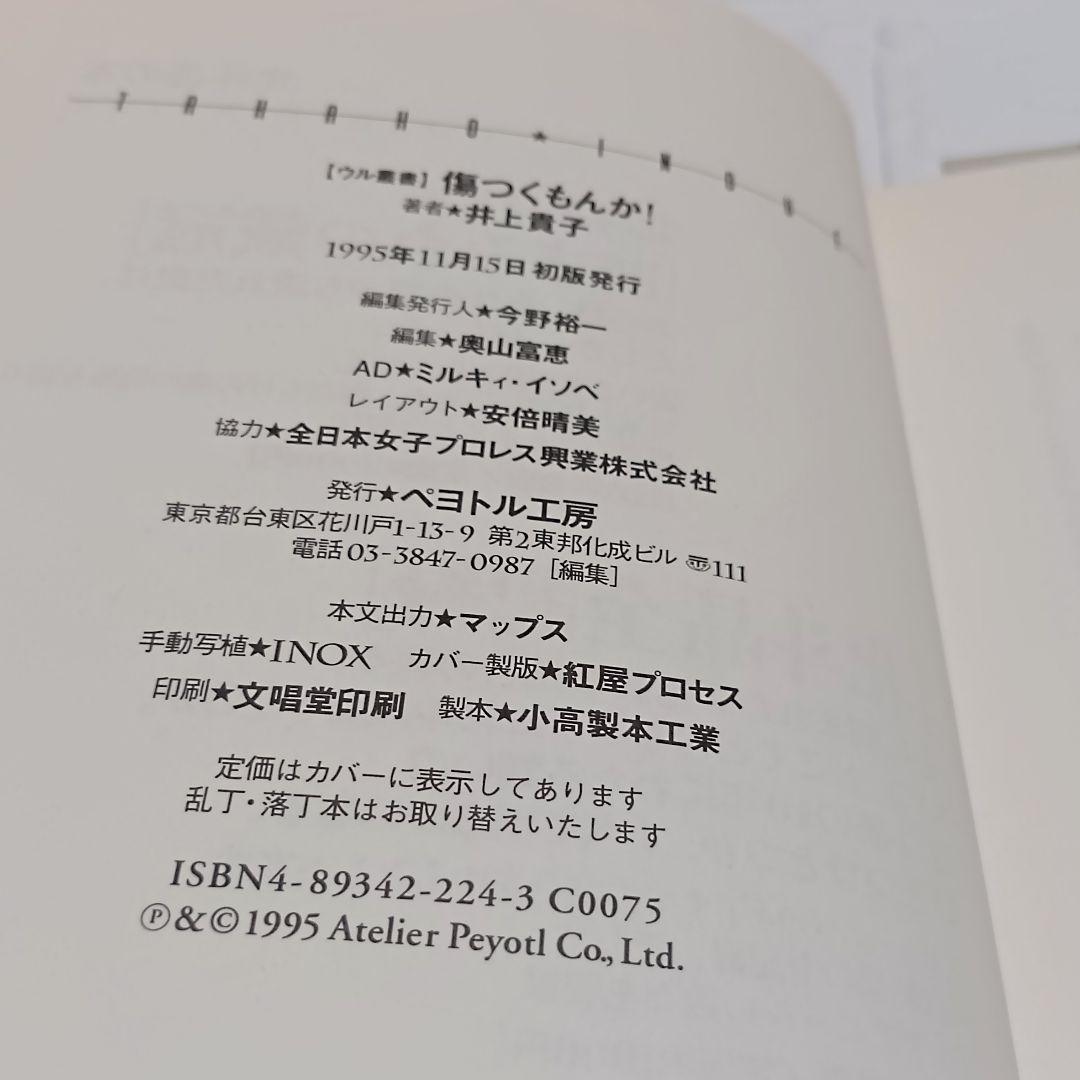 TAKAKO★INOUE
【ウル叢書】傷つくもんか！
著者★井上貴子
1995年11月15日 初版発行
編集発行人★今野裕一
編集★奥山富恵
AD★ミルキィ・イソベ
レイアウト★安倍晴美
協力★全日本女子プロレス興業株式会社
発行★ペヨトル工房
東京都台東区花川戸1-13-9 第2東邦化成ビル 〠111
電話03-3847-0987［編集］
本文出力★マップス
手動写植★INOX カバー製版★紅屋プロセス
印刷★文唱堂印刷 製本★小高製本工業
定価はカバーに表示してあります
乱丁・落丁本はお取り替えいたします
ISBN4-89342-224-3 C0075
Ⓟ&©1995 Atelier Peyotl Co., Ltd.